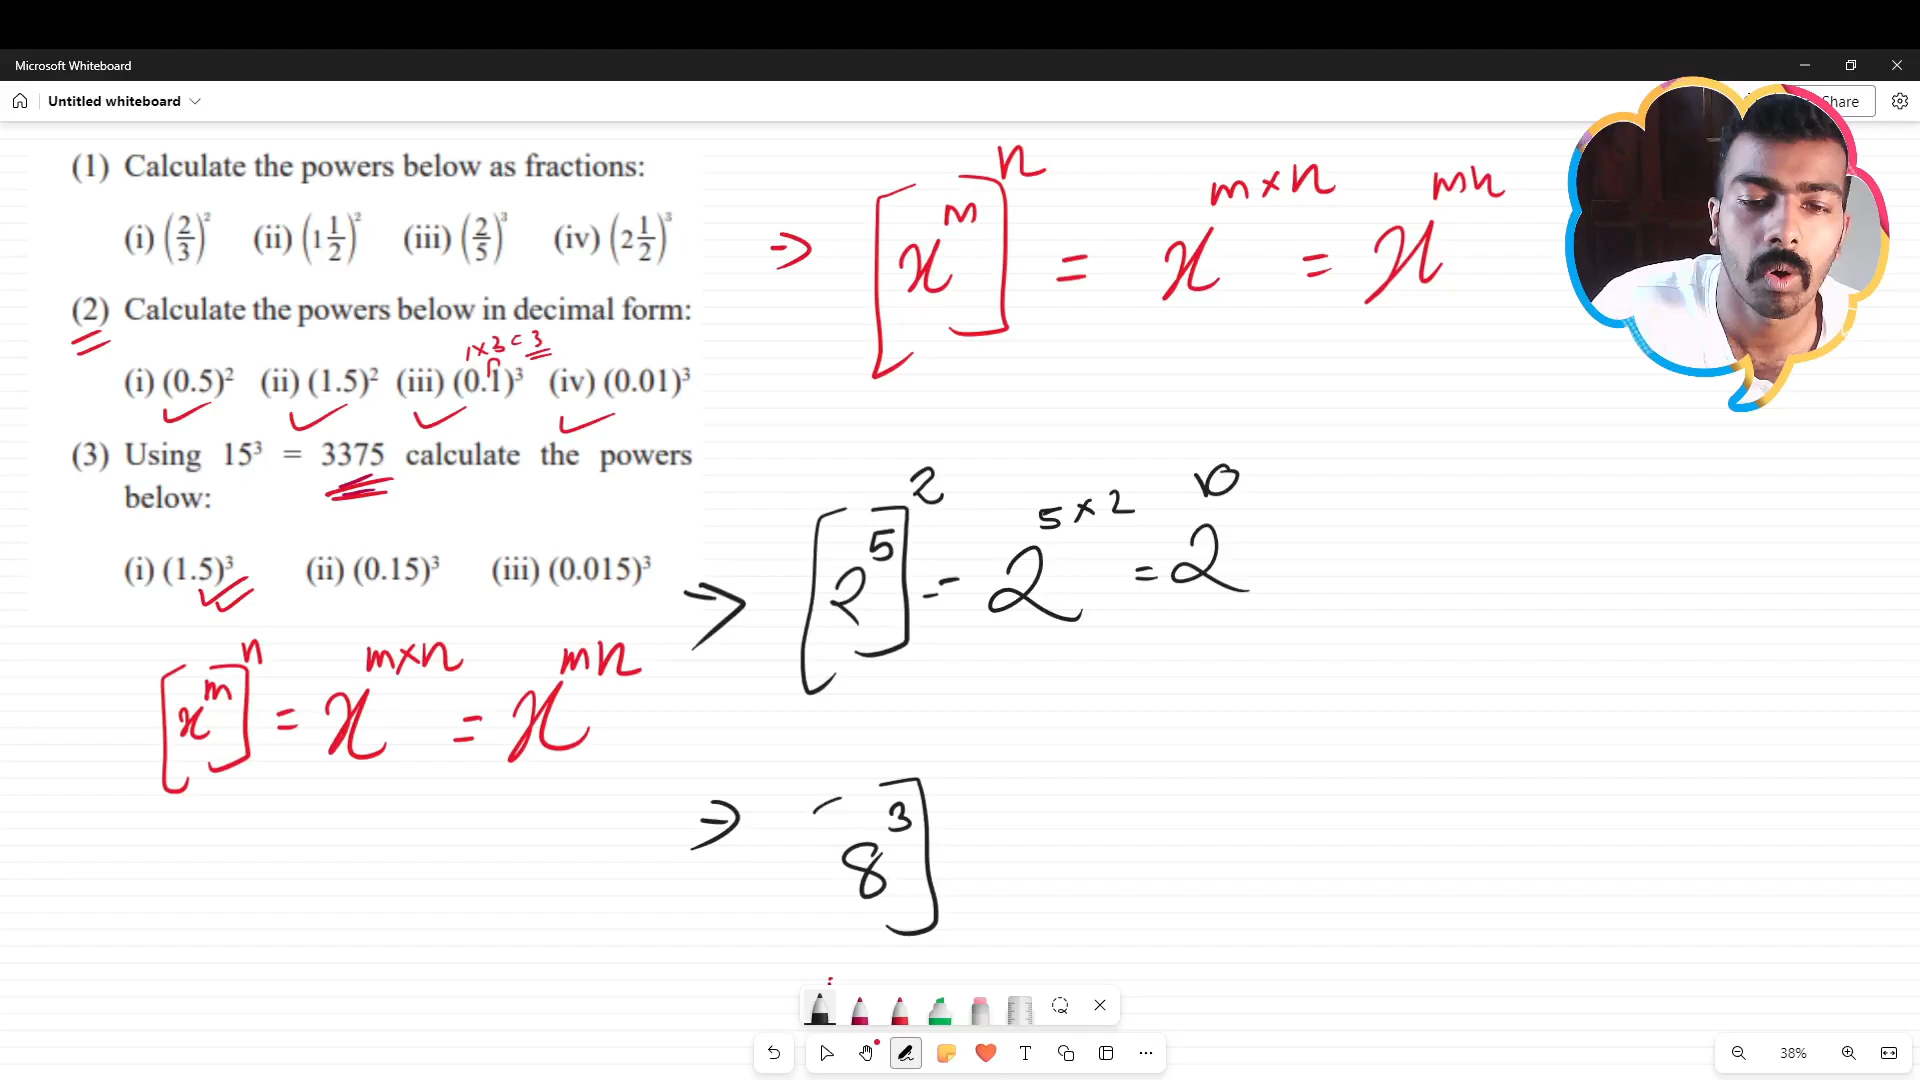 Microsoft Whiteboard
Untitled whiteboard
Share
(1) Calculate the powers below as fractions:
(i) (2/3)² (ii) (1 1/2)² (iii) (2/5)³ (iv) (2 1/2)³
(2) Calculate the powers below in decimal form:
1 x 3 = 3
(i) (0.5)² (ii) (1.5)² (iii) (0.1)³ (iv) (0.01)³
(3) Using 15³ = 3375 calculate the powers
below:
(i) (1.5)³ (ii) (0.15)³ (iii) (0.015)³
[x^m]^n = x^(m×n) = x^(mn)
⇒ [x^m]^n = x^(m×n) = x^(mn)
⇒ [2^5]^2 = 2^(5×2) = 2^10
⇒ 8^3]
38%